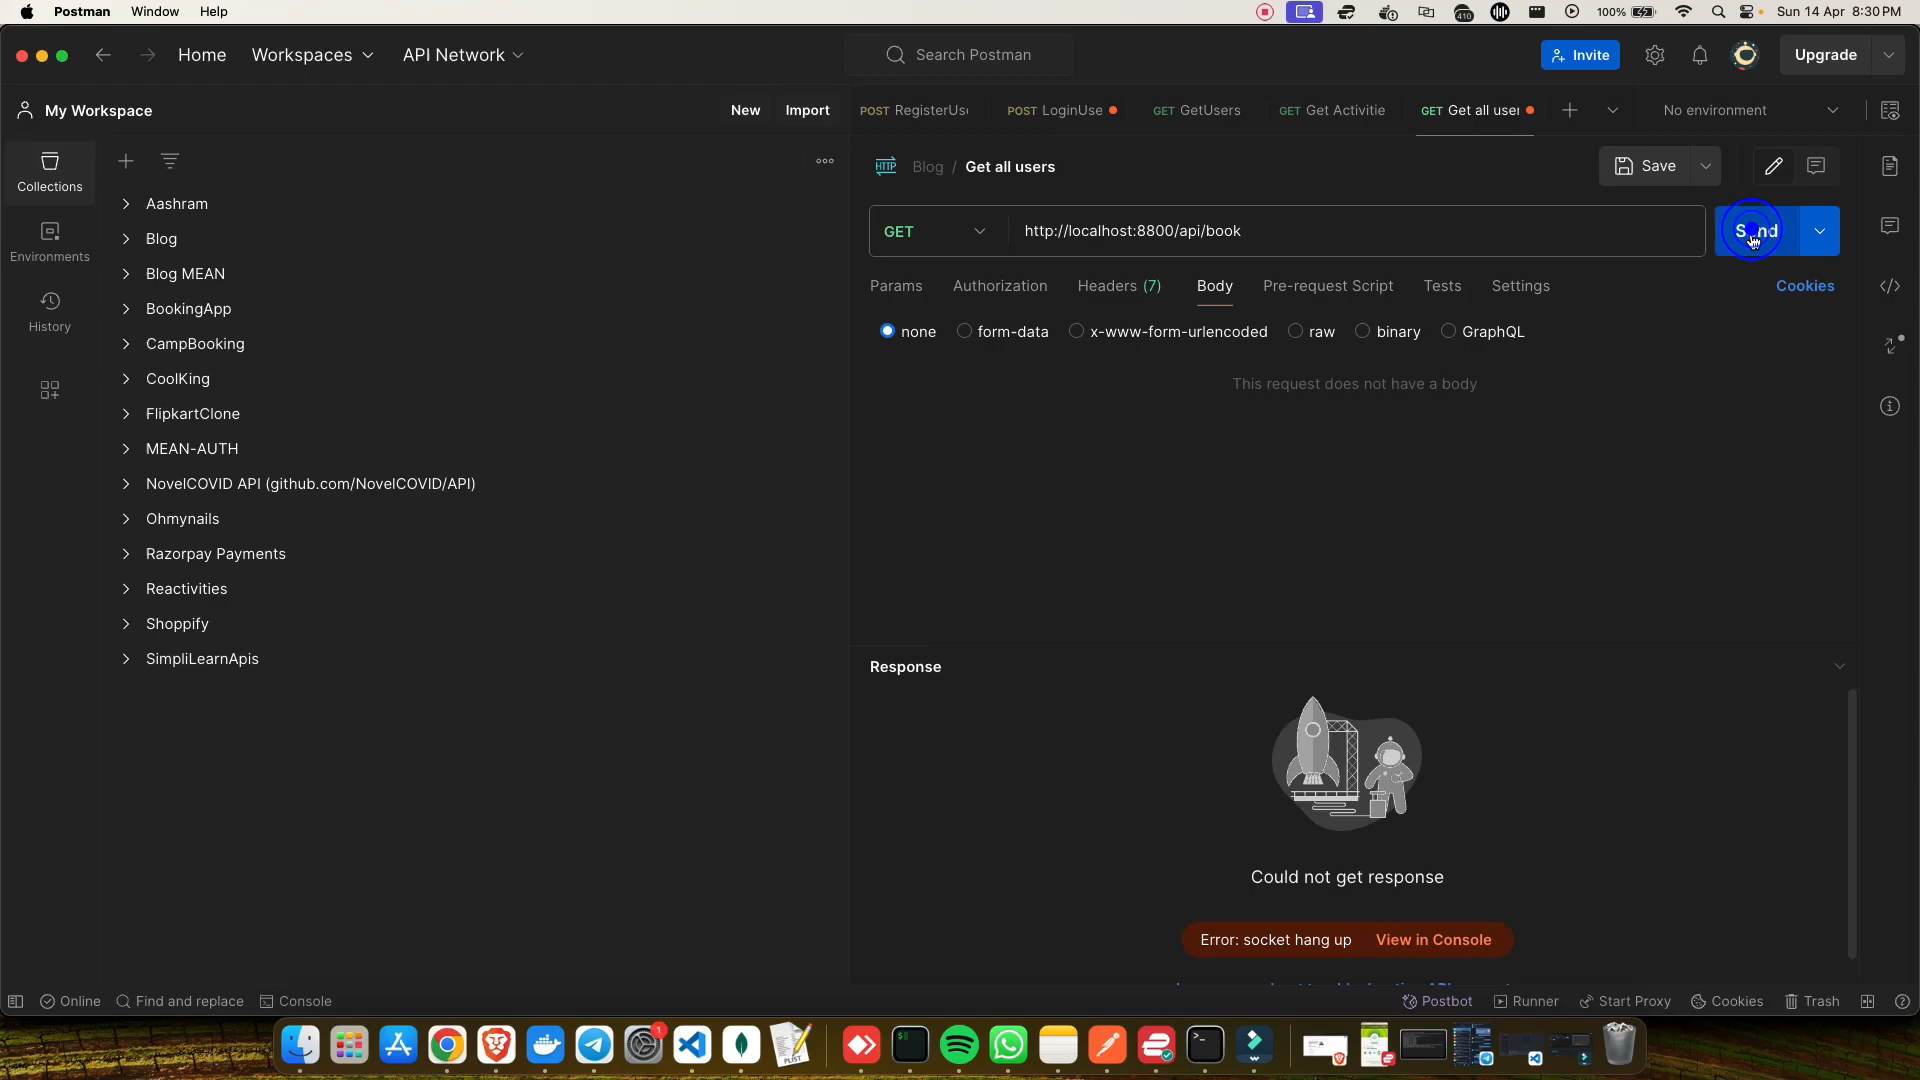 Postman Window Help
410
100%
Sun 14 Apr 8:30 PM
Home Workspaces API Network
Search Postman
Invite
Upgrade
My Workspace
New Import
POST RegisterUs
POST LoginUse
GET GetUsers
GET Get Activitie
GET Get all user
No environment
Collections
Environments
History
Aashram
Blog
Blog MEAN
BookingApp
CampBooking
CoolKing
FlipkartClone
MEAN-AUTH
NovelCOVID API (github.com/NovelCOVID/API)
Ohmynails
Razorpay Payments
Reactivities
Shoppify
SimpliLearnApis
HTTP Blog / Get all users
Save
GET http://localhost:8800/api/book
Send
Params Authorization Headers (7) Body Pre-request Script Tests Settings Cookies
none form-data x-www-form-urlencoded raw binary GraphQL
This request does not have a body
Response
Could not get response
Error: socket hang up View in Console
Online Find and replace Console
Postbot Runner Start Proxy Cookies Trash
1
PLIST